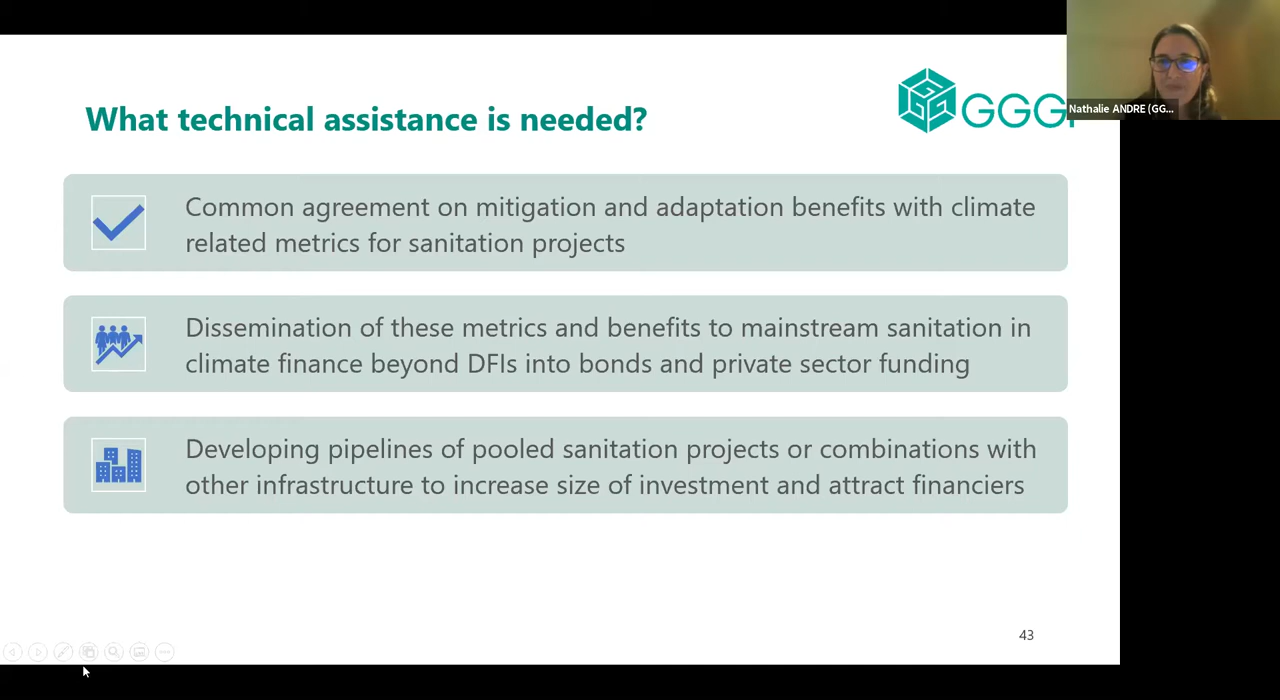 What technical assistance is needed?
GGGI
Nathalie ANDRE (GG...
Common agreement on mitigation and adaptation benefits with climate
related metrics for sanitation projects
Dissemination of these metrics and benefits to mainstream sanitation in
climate finance beyond DFIs into bonds and private sector funding
Developing pipelines of pooled sanitation projects or combinations with
other infrastructure to increase size of investment and attract financiers
43